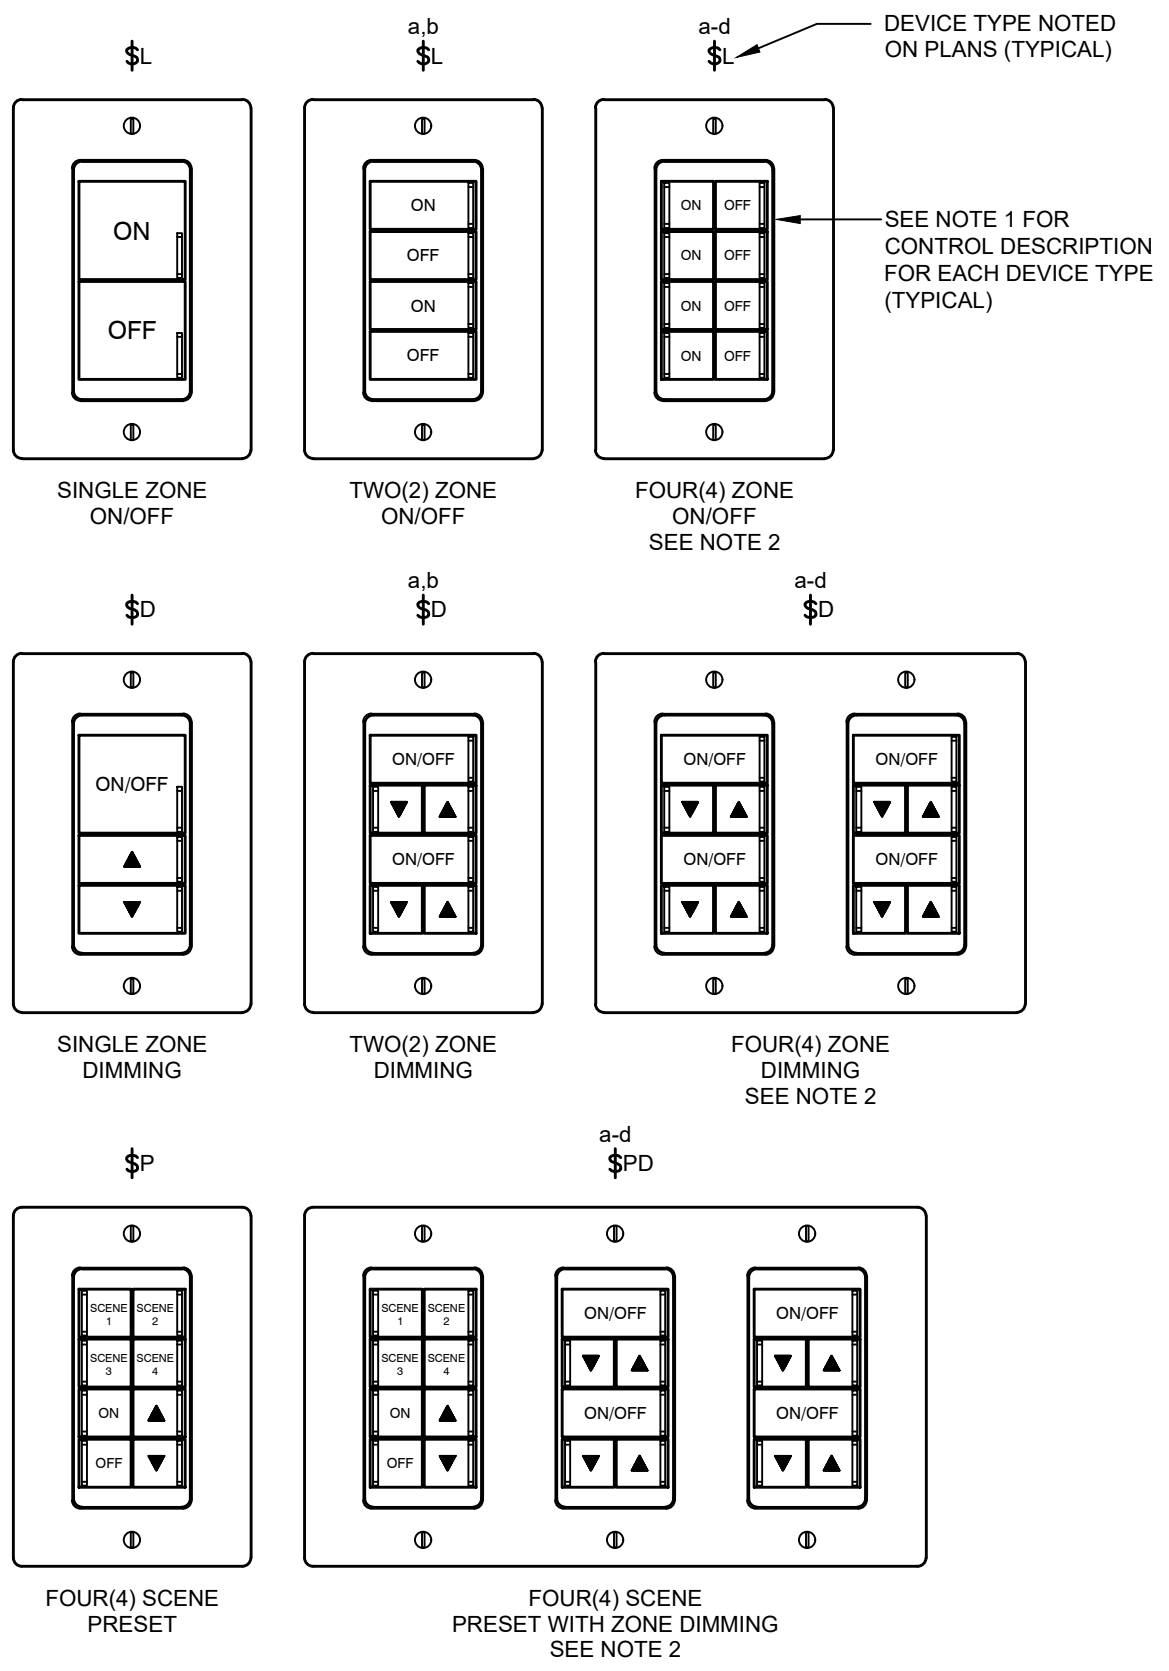 a,b
a-d
DEVICE TYPE NOTED
ON PLANS (TYPICAL)
$L
$L
$L
ON
OFF
ON
OFF
ON
OFF
ON OFF
ON OFF
ON OFF
ON OFF
SEE NOTE 1 FOR
CONTROL DESCRIPTION
FOR EACH DEVICE TYPE
(TYPICAL)
SINGLE ZONE
ON/OFF
TWO(2) ZONE
ON/OFF
FOUR(4) ZONE
ON/OFF
SEE NOTE 2
a,b
a-d
$D
$D
$D
ON/OFF
▲
▼
ON/OFF
▼ ▲
ON/OFF
▼ ▲
ON/OFF
▼ ▲
ON/OFF
▼ ▲
ON/OFF
▼ ▲
ON/OFF
▼ ▲
SINGLE ZONE
DIMMING
TWO(2) ZONE
DIMMING
FOUR(4) ZONE
DIMMING
SEE NOTE 2
a-d
$P
$PD
SCENE SCENE
1 2
SCENE SCENE
3 4
ON ▲
OFF ▼
SCENE SCENE
1 2
SCENE SCENE
3 4
ON ▲
OFF ▼
ON/OFF
▼ ▲
ON/OFF
▼ ▲
ON/OFF
▼ ▲
ON/OFF
▼ ▲
FOUR(4) SCENE
PRESET
FOUR(4) SCENE
PRESET WITH ZONE DIMMING
SEE NOTE 2